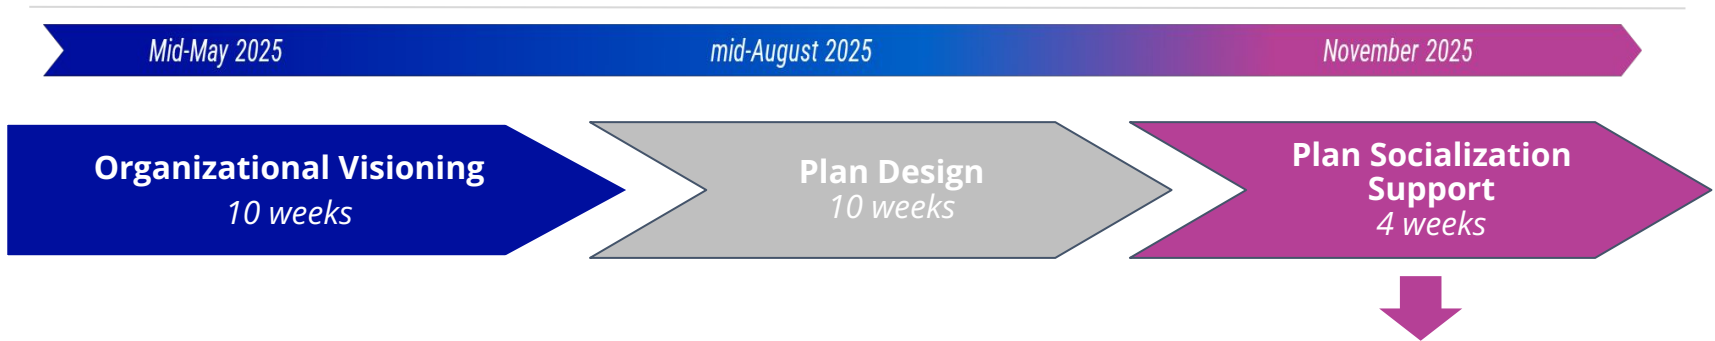 Mid-May 2025
mid-August 2025
November 2025
Organizational Visioning
10 weeks
Plan Design
10 weeks
Plan Socialization
Support
4 weeks